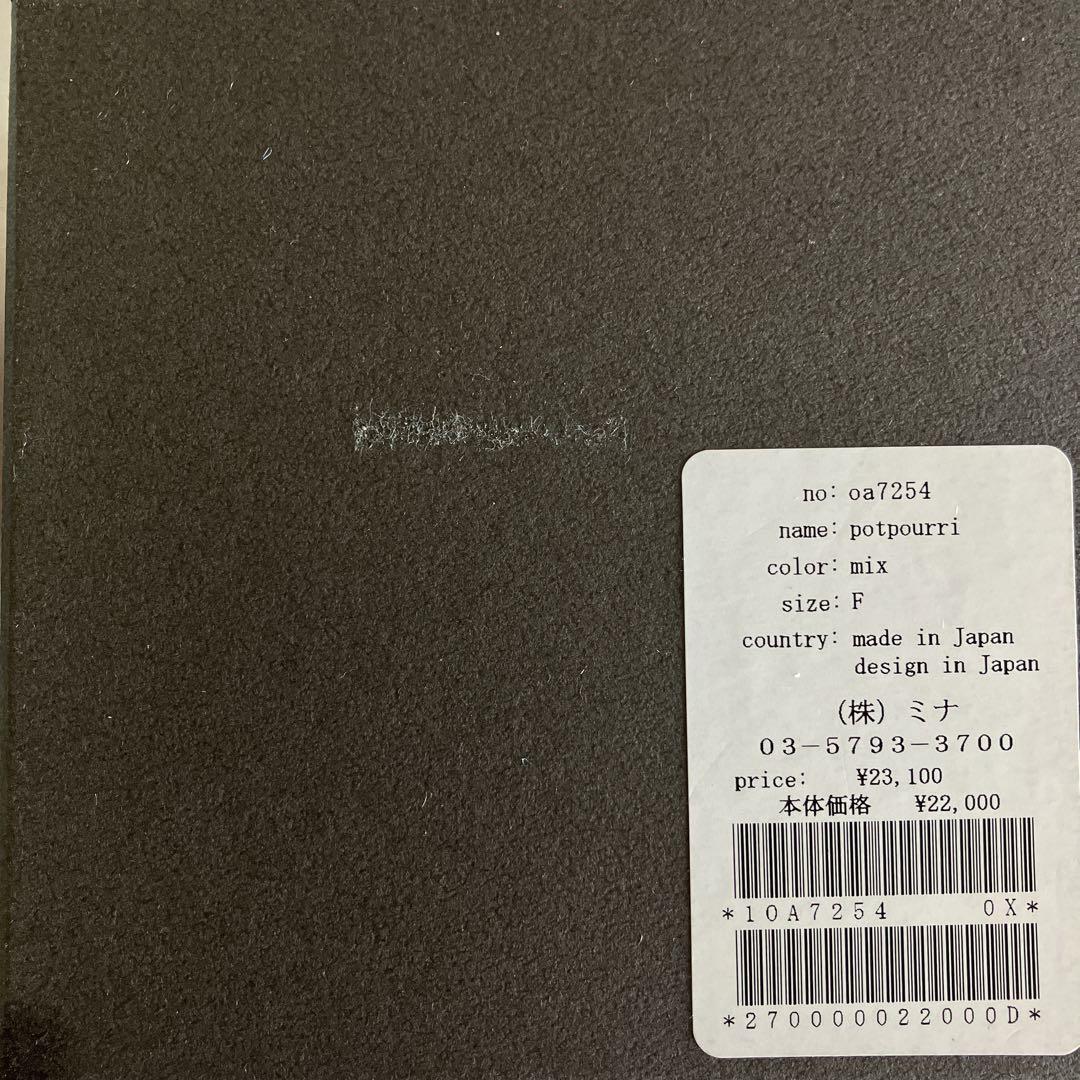 no: oa7254
name: potpourri
color: mix
size: F
country: made in Japan
design in Japan
(株) ミナ
03-5793-3700
price: ¥23,100
本体価格 ¥22,000
*10A7254 0X*
*270000022000D*